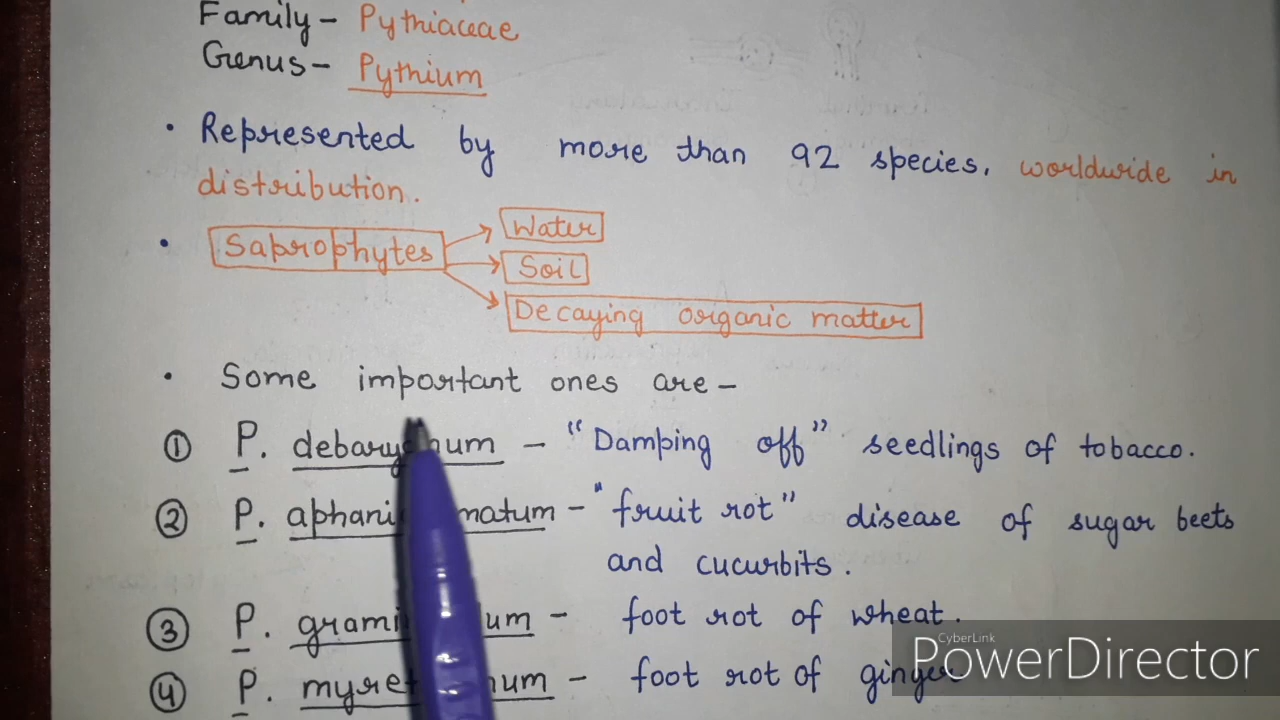 Family- Pythiaceae
Genus- Pythium
• Represented by more than 92 species, worldwide in
distribution.
• Saprophytes → Water
→ Soil
→ Decaying organic matter
• Some important ones are -
① P. - "Damping off" seedlings of tobacco.
② P. - "fruit rot" disease of sugar beets
and cucurbits.
③ P. - foot rot of wheat.
④ P. - foot rot of ginger
CyberLink
PowerDirector